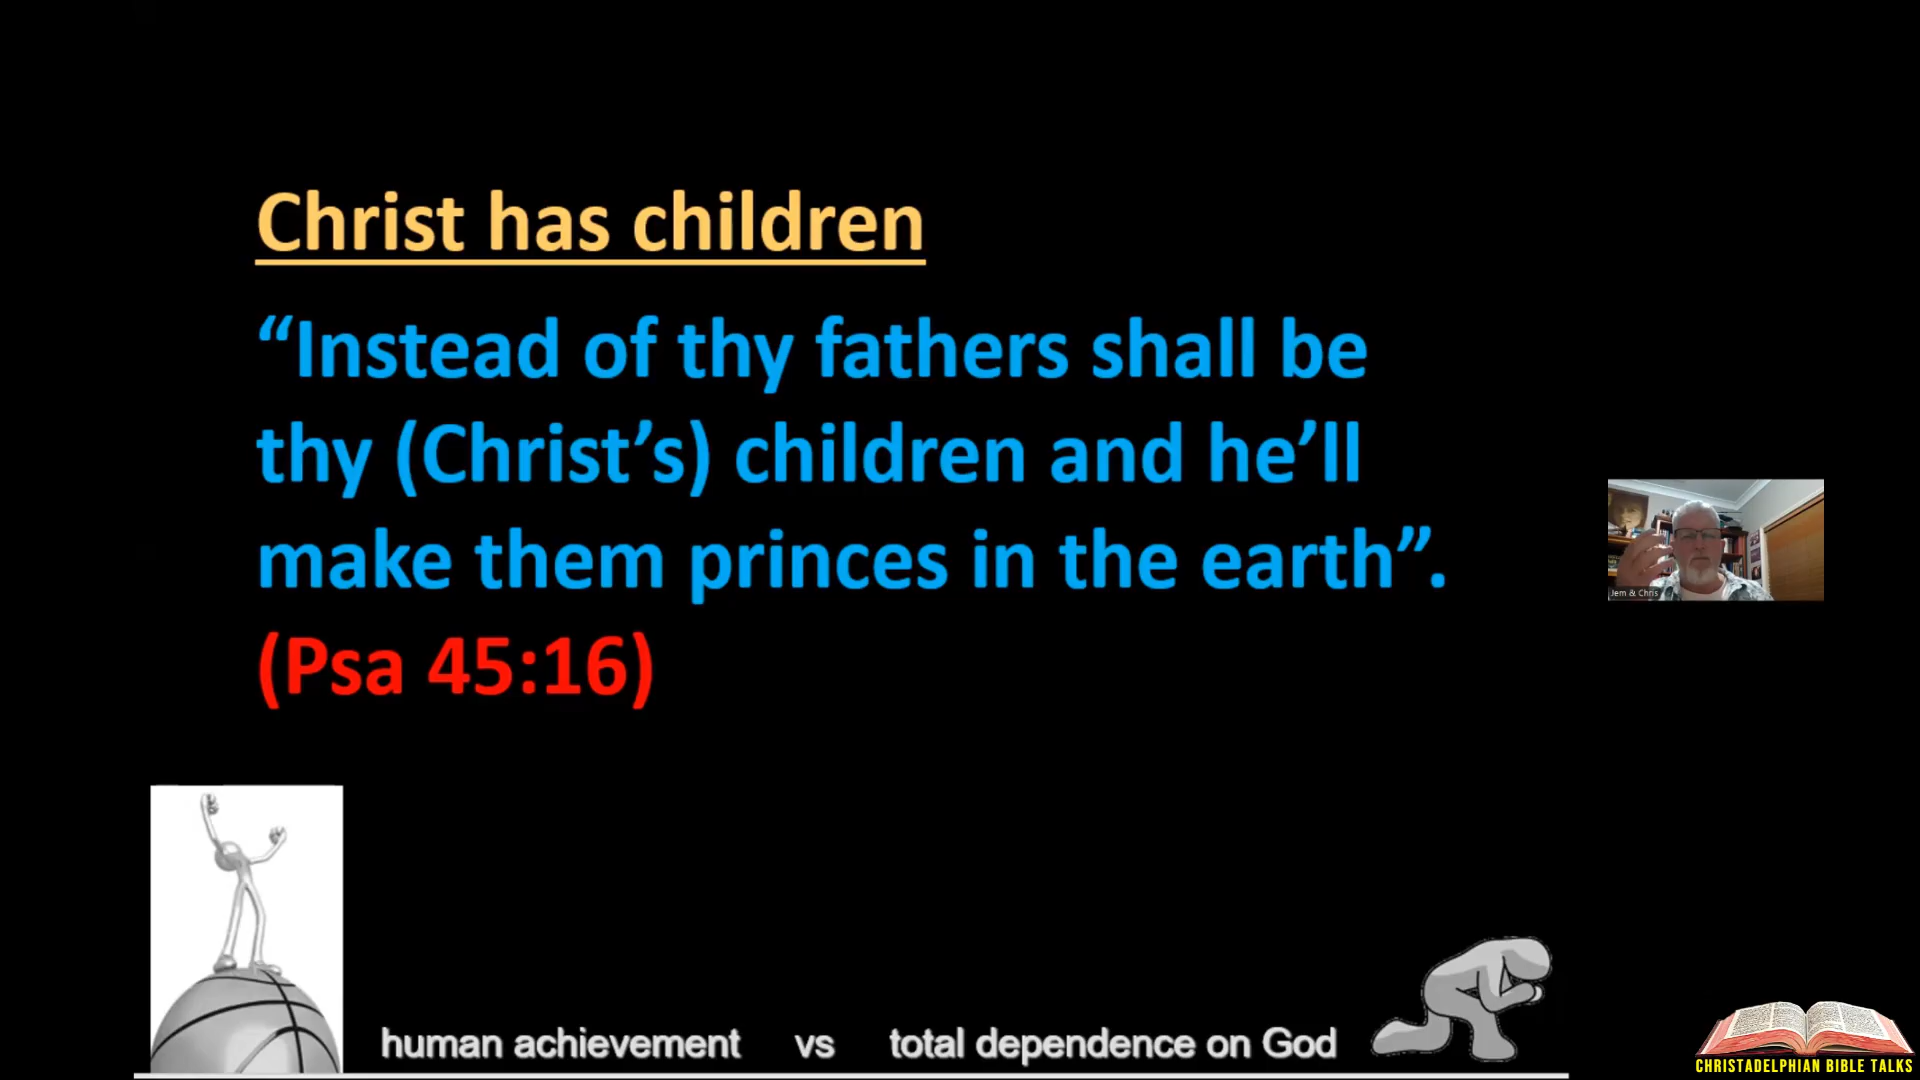 Christ has children
“Instead of thy fathers shall be
thy (Christ’s) children and he’ll
make them princes in the earth”.
(Psa 45:16)
Jem & Chris
human achievement vs total dependence on God
CHRISTADELPHIAN BIBLE TALKS